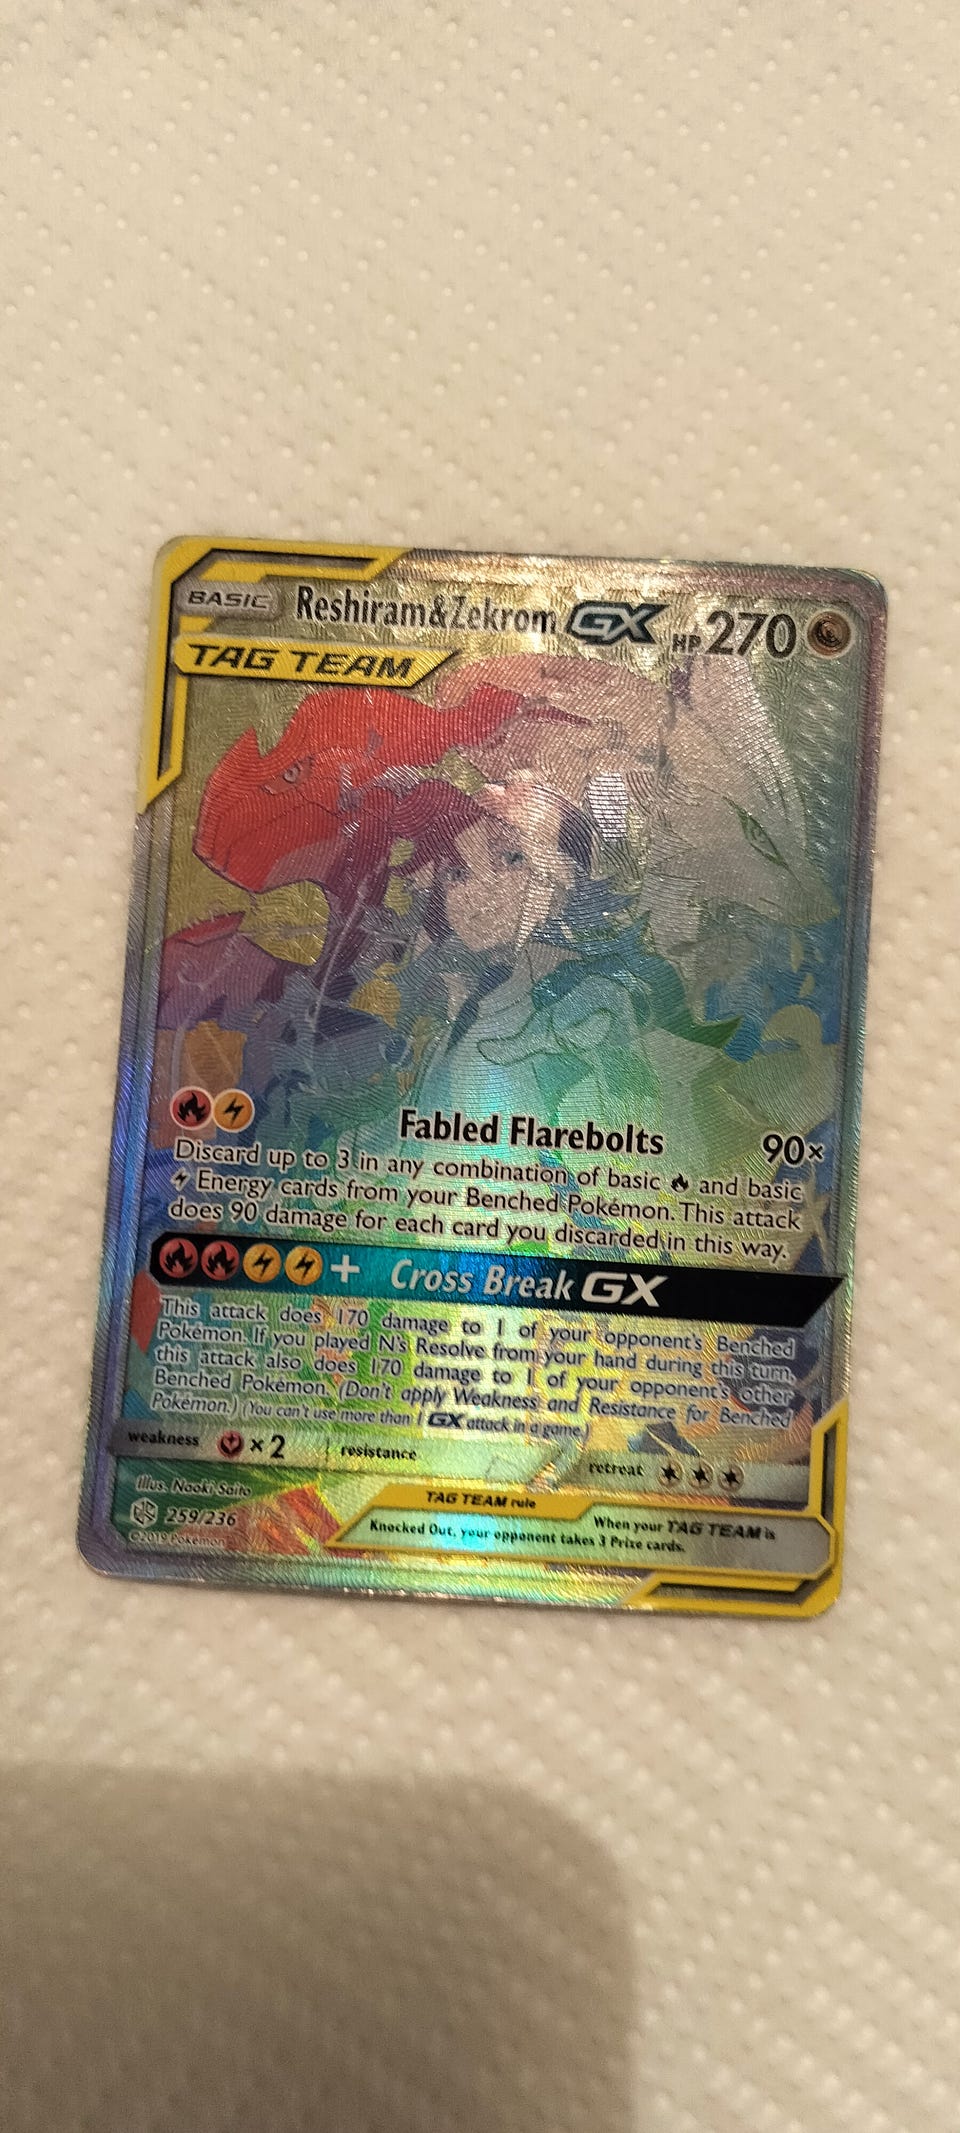 BASIC Reshiram&Zekrom GX HP 270
TAG TEAM
Fabled Flarebolts 90×
Discard up to 3 in any combination of basic and basic
Energy cards from your Benched Pokémon. This attack
does 90 damage for each card you discarded in this way.
+ Cross Break GX
This attack does 170 damage to 1 of your opponent's Benched
Pokémon. If you played N's Resolve from your hand during this turn,
this attack also does 170 damage to 1 of your opponent's other
Benched Pokémon. (Don't apply Weakness and Resistance for Benched
Pokémon.) (You can't use more than 1 GX attack in a game.)
weakness ×2 resistance retreat
Illus. Naoki Saito
259/236
©2019 Pokémon
TAG TEAM rule
When your TAG TEAM is
Knocked Out, your opponent takes 3 Prize cards.